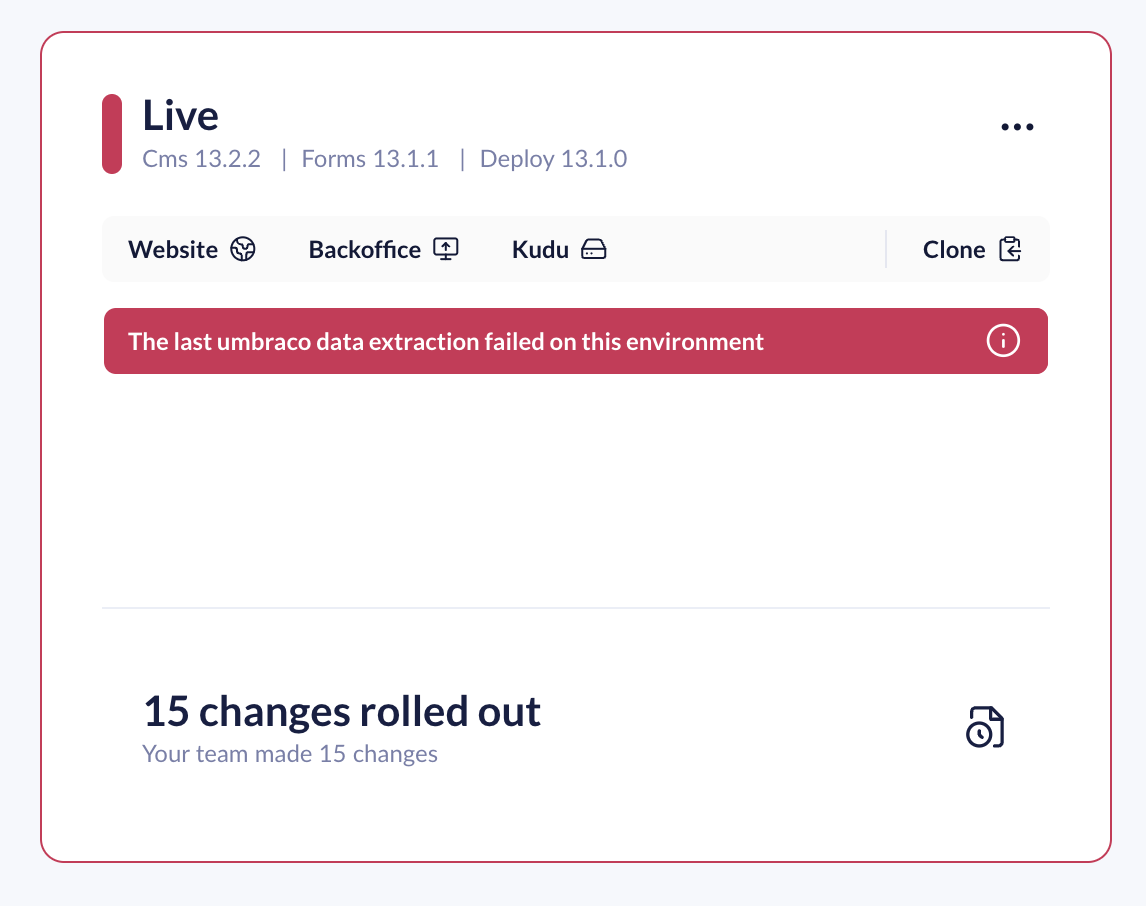 Live
Cms 13.2.2 | Forms 13.1.1 | Deploy 13.1.0
Website Backoffice Kudu Clone
The last umbraco data extraction failed on this environment
15 changes rolled out
Your team made 15 changes